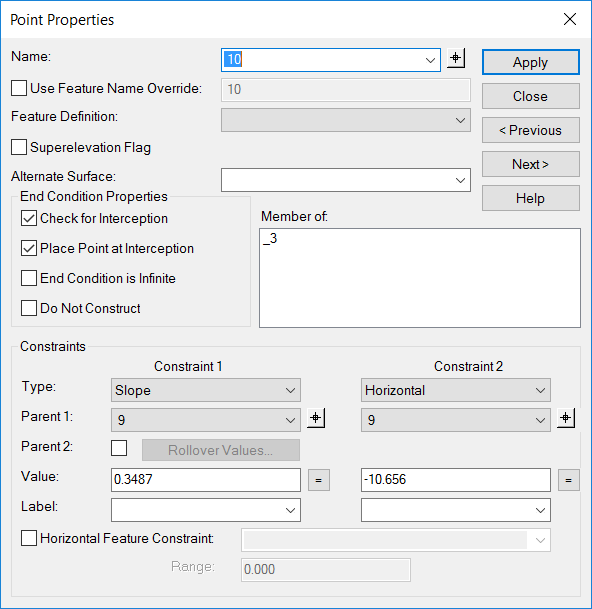 Point Properties
Name: 10
Apply
Use Feature Name Override: 10
Close
Feature Definition:
< Previous
Superelevation Flag
Next >
Alternate Surface:
Help
End Condition Properties
Check for Interception
Place Point at Interception
End Condition is Infinite
Do Not Construct
Member of:
_3
Constraints
Constraint 1 Constraint 2
Type: Slope Horizontal
Parent 1: 9 9
Parent 2: Rollover Values...
Value: 0.3487 = -10.656 =
Label:
Horizontal Feature Constraint:
Range: 0.000